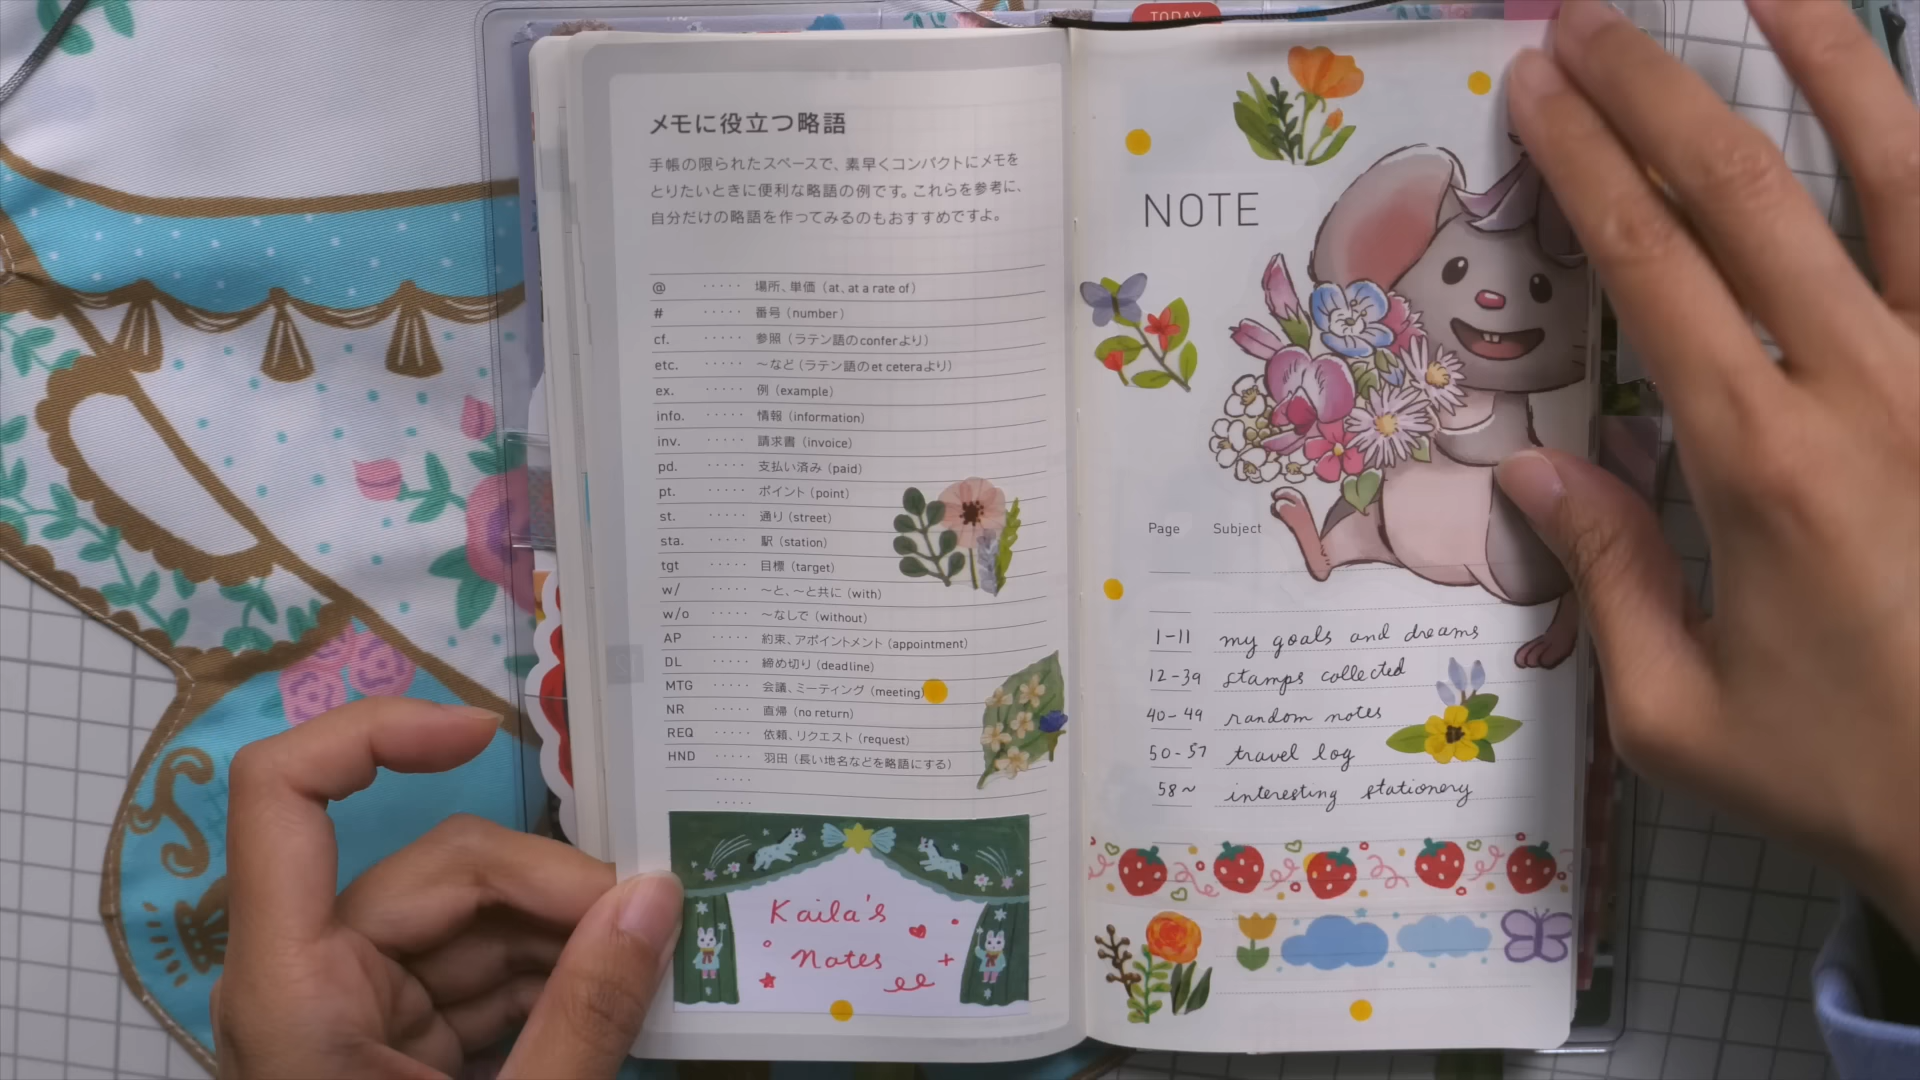 TODAY
メモに役立つ略語
手帳の限られたスペースで、素早くコンパクトにメモを
とりたいときに便利な略語の例です。これらを参考に、
自分だけの略語を作ってみるのもおすすめですよ。
@ ····· 場所、単価（at、at a rate of）
# ····· 番号（number）
cf. ····· 参照（ラテン語のconferより）
etc. ····· ～など（ラテン語のet ceteraより）
ex. ····· 例（example）
info. ····· 情報（information）
inv. ····· 請求書（invoice）
pd. ····· 支払い済み（paid）
pt. ····· ポイント（point）
st. ····· 通り（street）
sta. ····· 駅（station）
tgt ····· 目標（target）
w/ ····· ～と、～と共に（with）
w/o ····· ～なしで（without）
AP ····· 約束、アポイントメント（appointment）
DL ····· 締め切り（deadline）
MTG ····· 会議、ミーティング（meeting）
NR ····· 直帰（no return）
REQ ····· 依頼、リクエスト（request）
HND ····· 羽田（長い地名などを略語にする）
·····
·····
Kaila's
Notes
NOTE
Page Subject
1-11 my goals and dreams
12-39 stamps collected
40-49 random notes
50-57 travel log
58~ interesting stationery